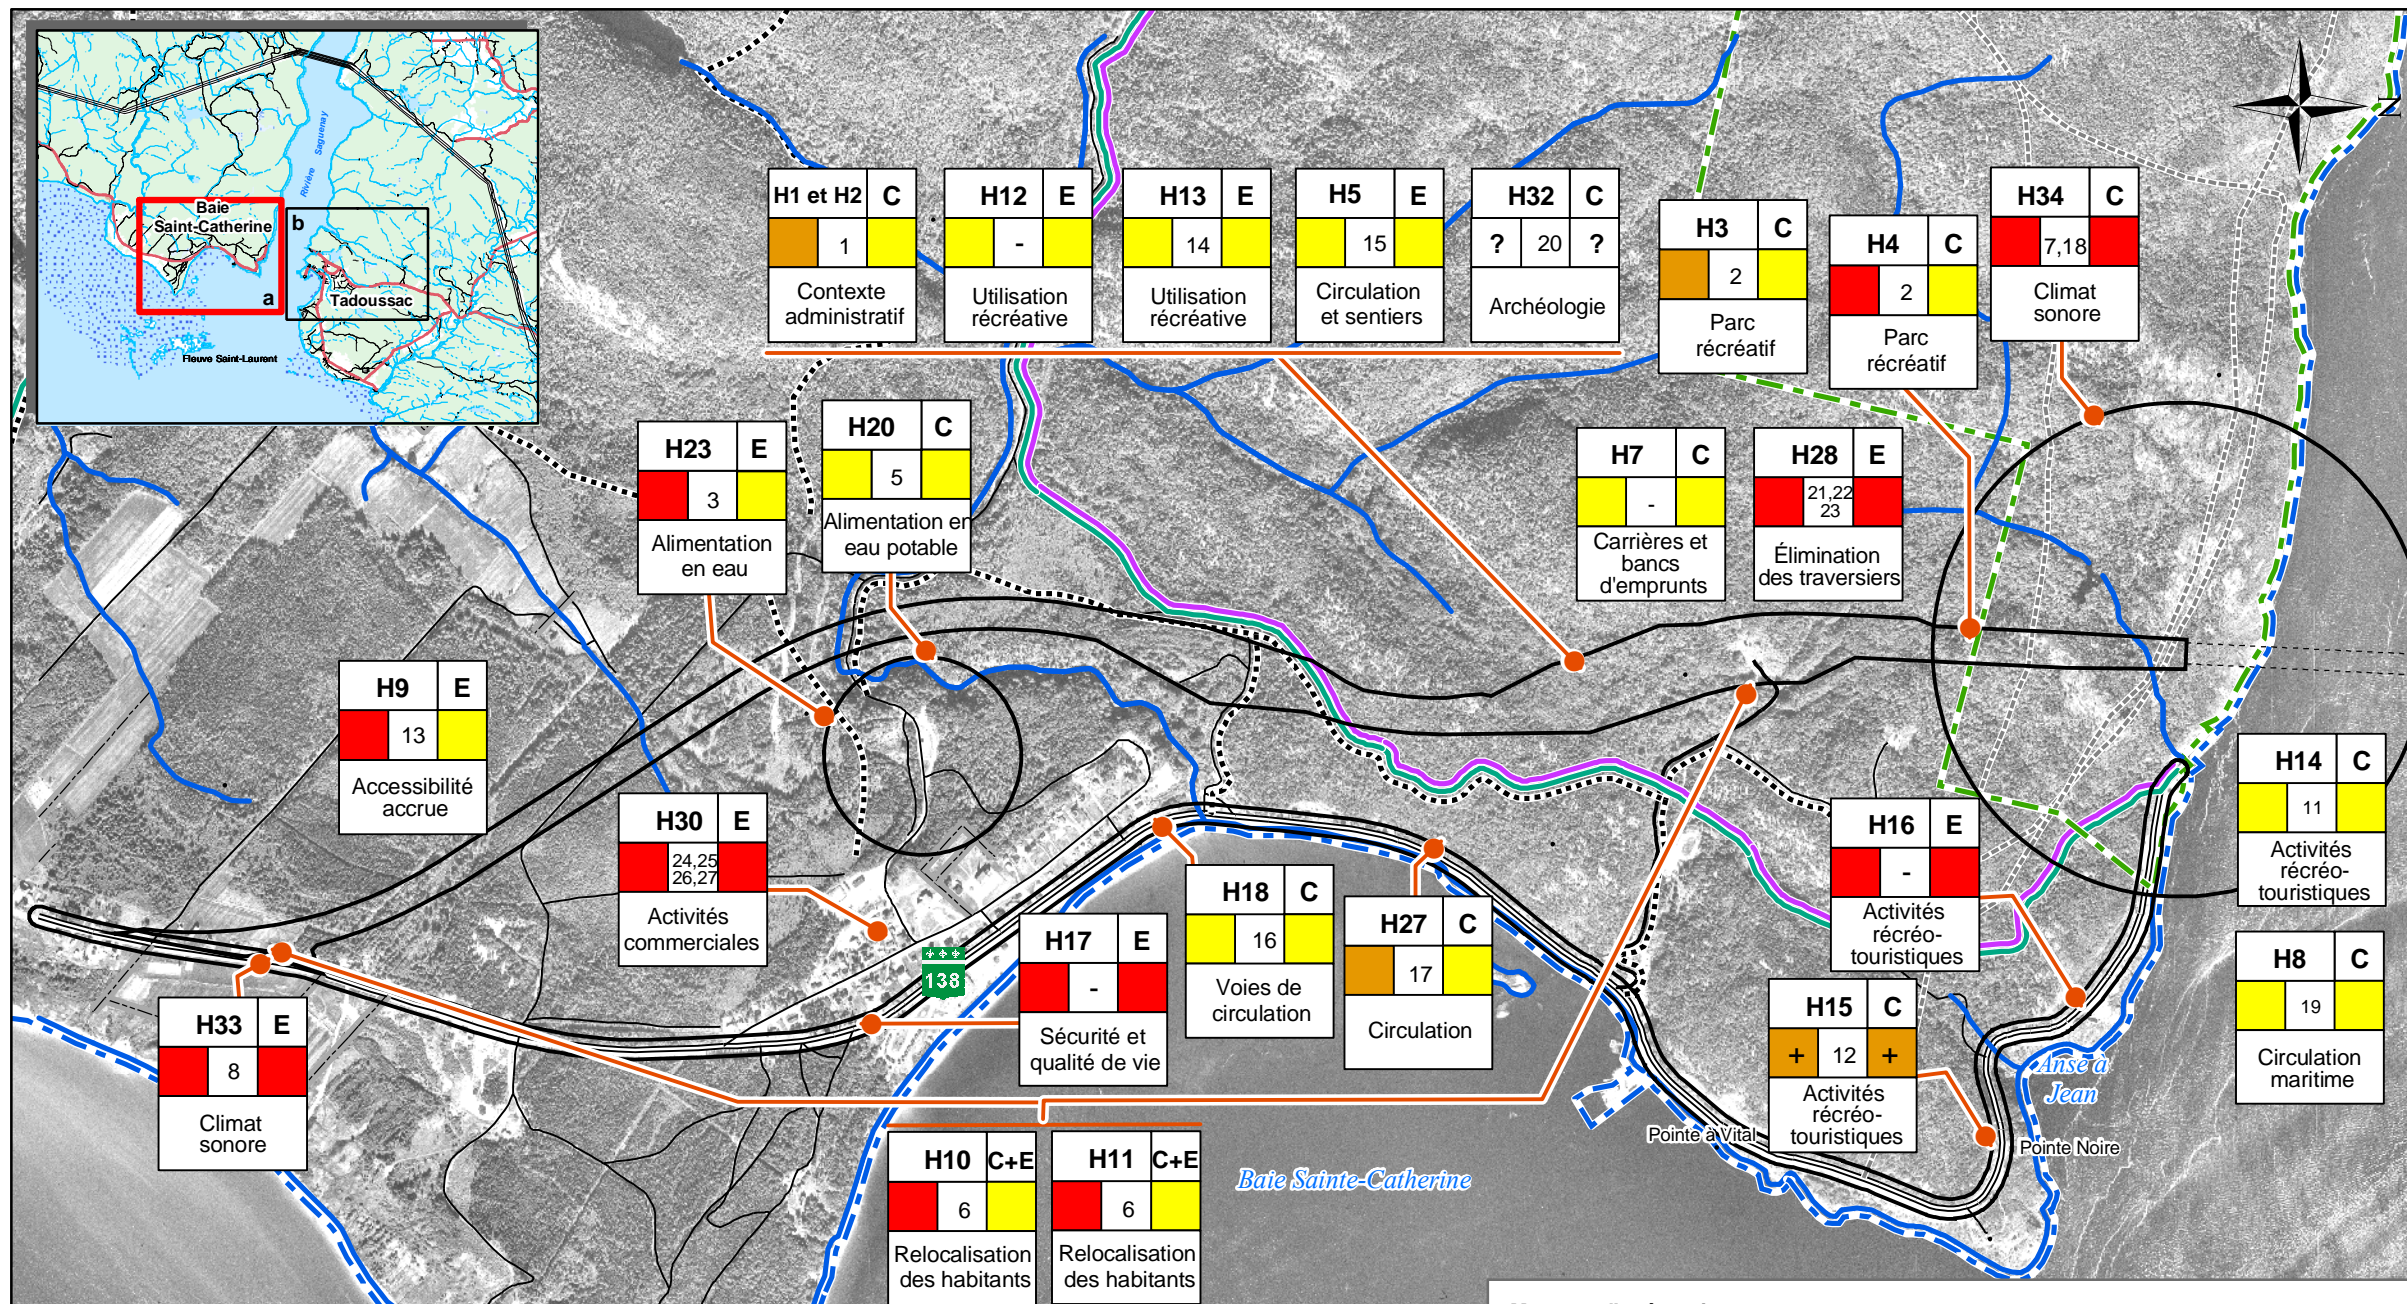 Rivière Saguenay
Baie
Saint-Catherine
a
b
Tadoussac
Fleuve Saint-Laurent
H1 et H2 C
1
Contexte
administratif
H12 E
-
Utilisation
récréative
H13 E
14
Utilisation
récréative
H5 E
15
Circulation
et sentiers
H32 C
? 20 ?
Archéologie
H3 C
2
Parc
récréatif
H4 C
2
Parc
récréatif
H34 C
7,18
Climat
sonore
H23 E
3
Alimentation
en eau
H20 C
5
Alimentation en
eau potable
H7 C
-
Carrières et
bancs
d'emprunts
H28 E
21,22
23
Élimination
des traversiers
H9 E
13
Accessibilité
accrue
H30 E
24,25
26,27
Activités
commerciales
H14 C
11
Activités
récréo-
touristiques
H16 E
-
Activités
récréo-
touristiques
H18 C
16
Voies de
circulation
H27 C
17
Circulation
H17 E
-
Sécurité et
qualité de vie
138
H8 C
19
Circulation
maritime
H15 C
+ 12 +
Activités
récréo-
touristiques
H33 E
8
Climat
sonore
Anse à
Jean
Pointe à Vital
Pointe Noire
H10 C+E
6
Relocalisation
des habitants
H11 C+E
6
Relocalisation
des habitants
Baie Sainte-Catherine